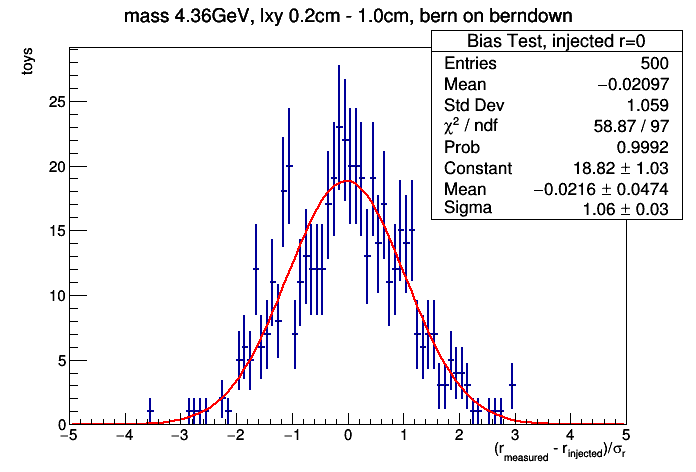 mass 4.36GeV, lxy 0.2cm - 1.0cm, bern on berndown
Bias Test, injected r=0
Entries 500
Mean −0.02097
Std Dev 1.059
χ² / ndf 58.87 / 97
Prob 0.9992
Constant 18.82 ± 1.03
Mean −0.0216 ± 0.0474
Sigma 1.06 ± 0.03
toys
25
20
15
10
5
0
−5 −4 −3 −2 −1 0 1 2 3 4 5
(r_measured - r_injected)/σ_r